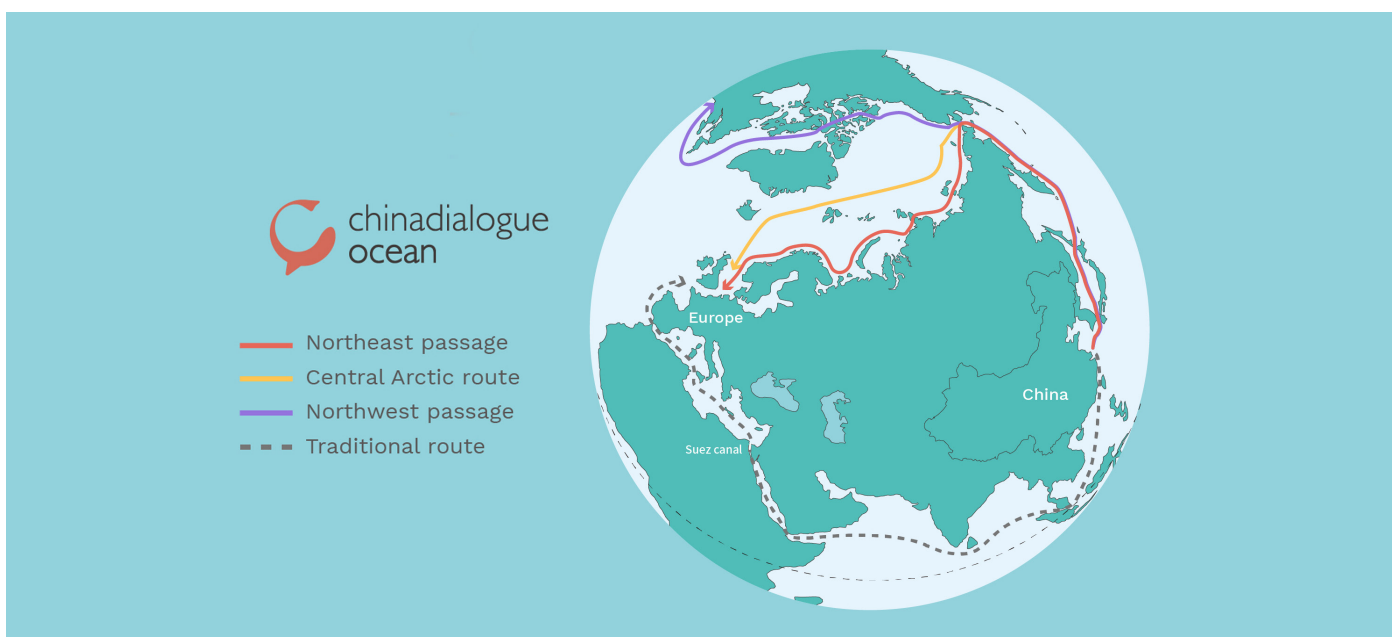 chinadialogue
ocean
Northeast passage
Central Arctic route
Northwest passage
Traditional route
Europe
China
Suez canal